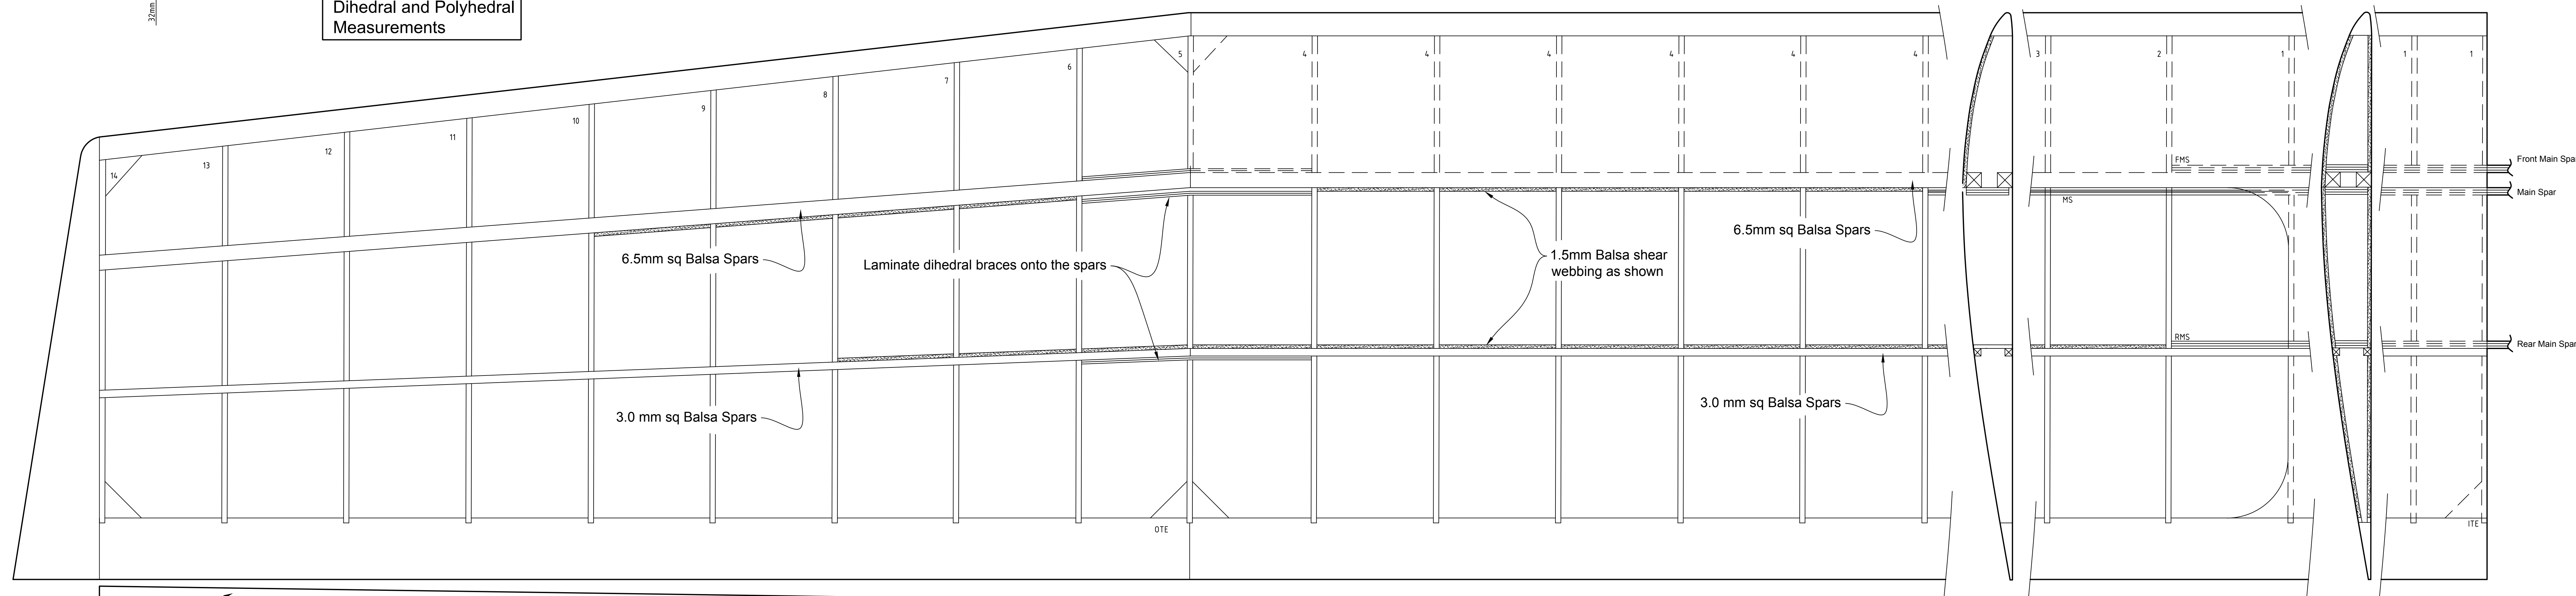 32mm
Dihedral and Polyhedral
Measurements
5
4
4
4
4
4
4
3
2
1
1
1
6
7
8
9
10
11
12
13
14
FMS
Front Main Spa
Main Spar
MS
6.5mm sq Balsa Spars
6.5mm sq Balsa Spars
Laminate dihedral braces onto the spars
1.5mm Balsa shear
webbing as shown
RMS
Rear Main Spar
3.0 mm sq Balsa Spars
3.0 mm sq Balsa Spars
OTE
ITE